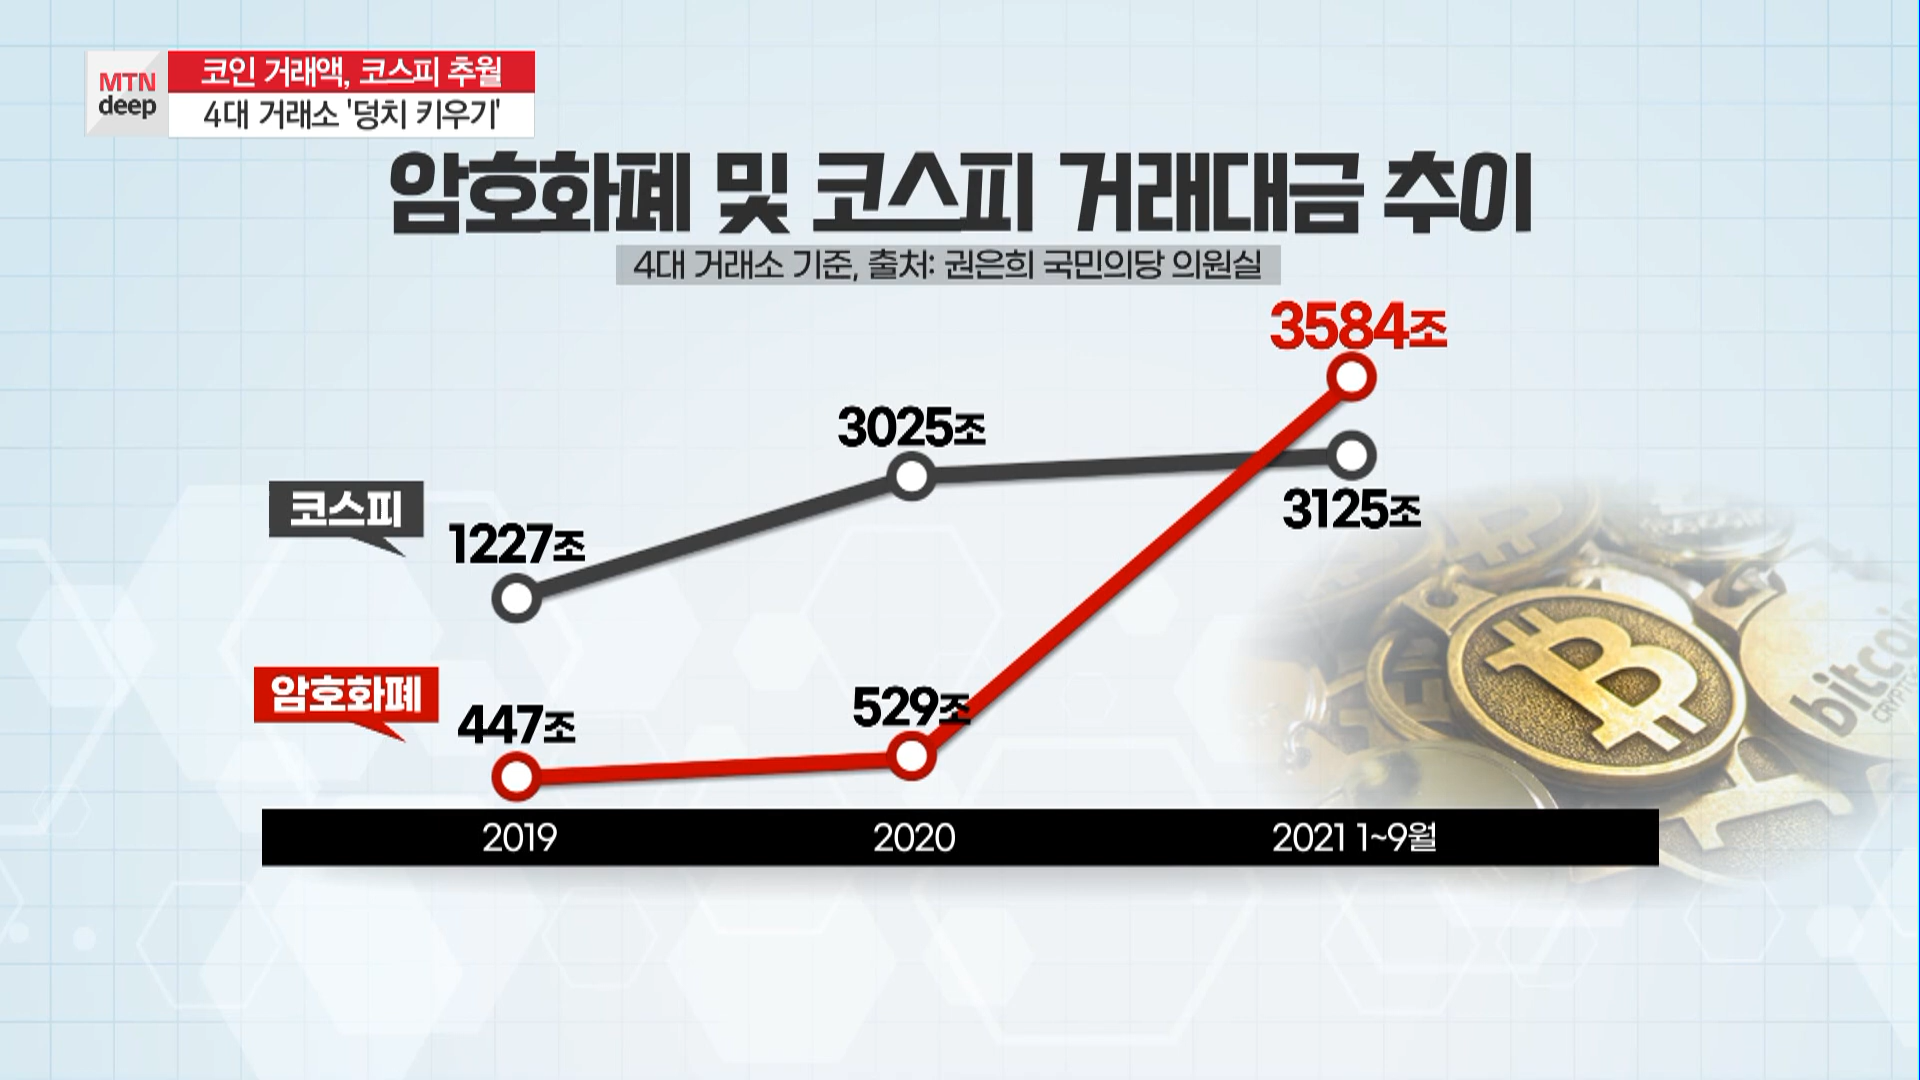 MTN
deep
코인 거래액, 코스피 추월
4대 거래소 '덩치 키우기'
암호화폐 및 코스피 거래대금 추이
4대 거래소 기준, 출처: 권은희 국민의당 의원실
3584조
3025조
코스피
3125조
1227조
암호화폐
447조
529조
bitcoin
2019
2020
2021 1~9월